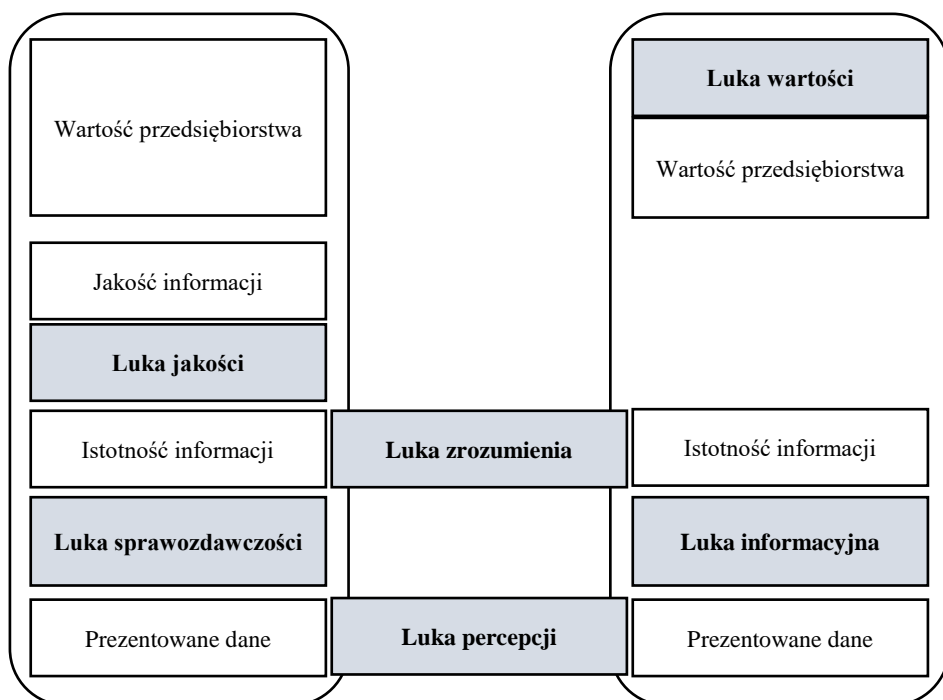 Wartość przedsiębiorstwa
Luka wartości
Wartość przedsiębiorstwa
Jakość informacji
Luka jakości
Istotność informacji
Luka zrozumienia
Istotność informacji
Luka sprawozdawczości
Luka informacyjna
Prezentowane dane
Luka percepcji
Prezentowane dane